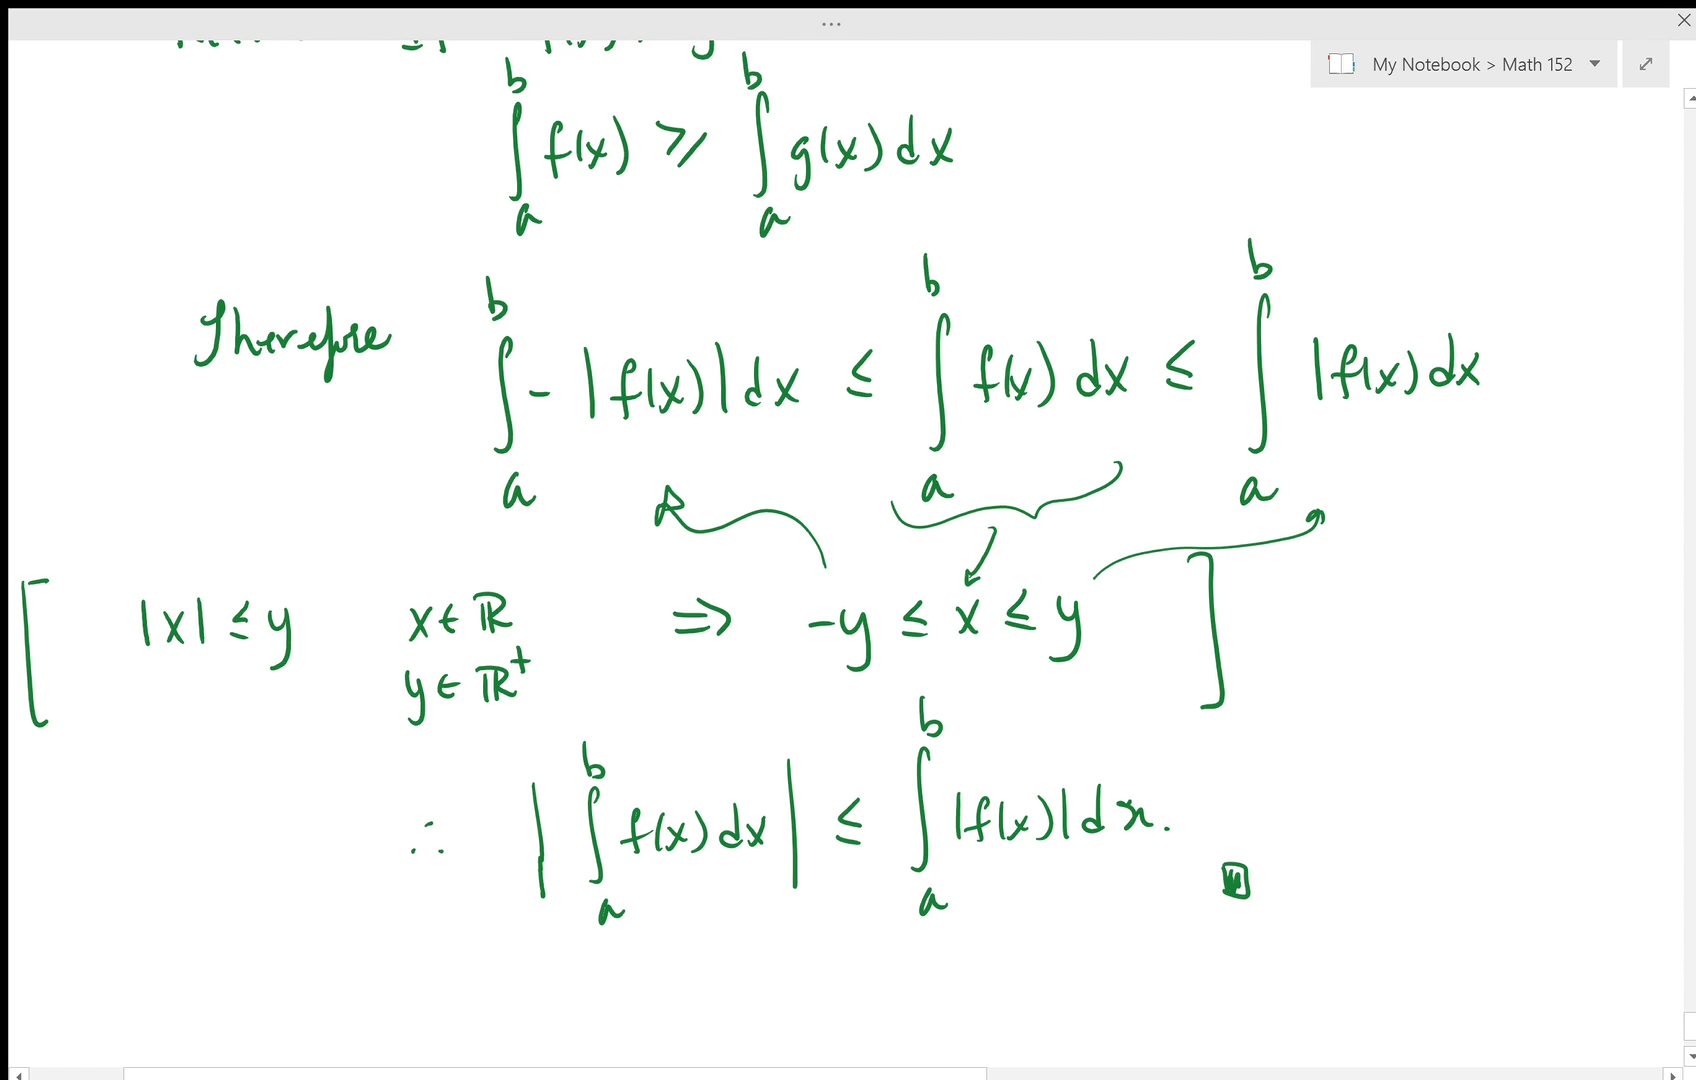 ...
My Notebook > Math 152
∫_a^b f(x) ≥ ∫_a^b g(x) dx
Therefore ∫_a^b - |f(x)| dx ≤ ∫_a^b f(x) dx ≤ ∫_a^b |f(x) dx
[ |x| ≤ y x ∈ ℝ ⇒ -y ≤ x ≤ y ]
y ∈ ℝ⁺
∴ | ∫_a^b f(x) dx | ≤ ∫_a^b |f(x)| dx.